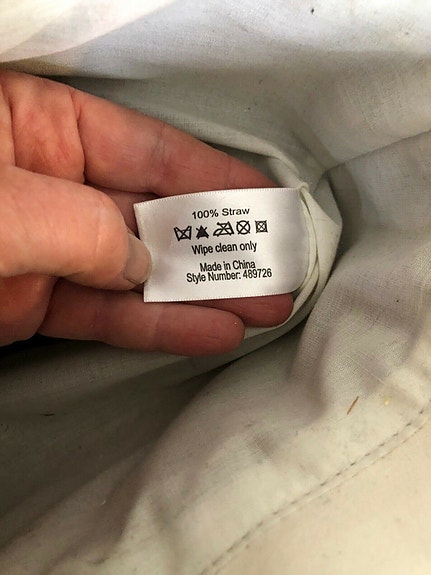 100% Straw
Wipe clean only
Made in China
Style Number: 489726